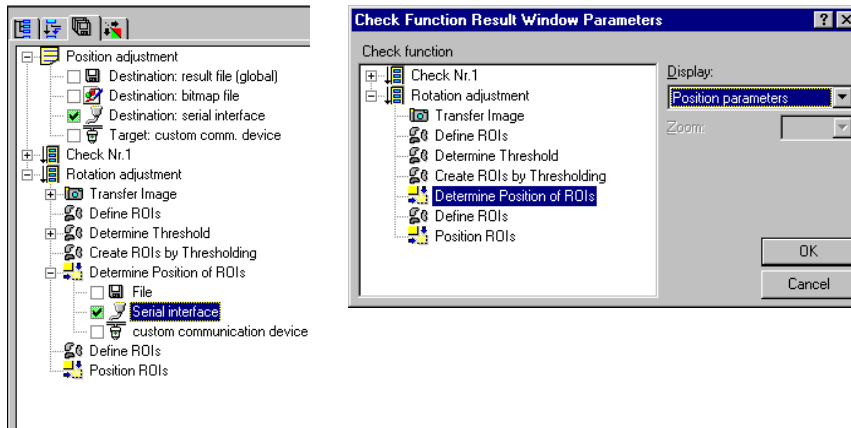 Position adjustment
Destination: result file (global)
Destination: bitmap file
Destination: serial interface
Target: custom comm. device
Check Nr.1
Rotation adjustment
Transfer Image
Define ROIs
Determine Threshold
Create ROIs by Thresholding
Determine Position of ROIs
File
Serial interface
custom communication device
Define ROIs
Position ROIs
Check Function Result Window Parameters
Check function
Check Nr.1
Rotation adjustment
Transfer Image
Define ROIs
Determine Threshold
Create ROIs by Thresholding
Determine Position of ROIs
Define ROIs
Position ROIs
Display:
Position parameters
Zoom:
OK
Cancel